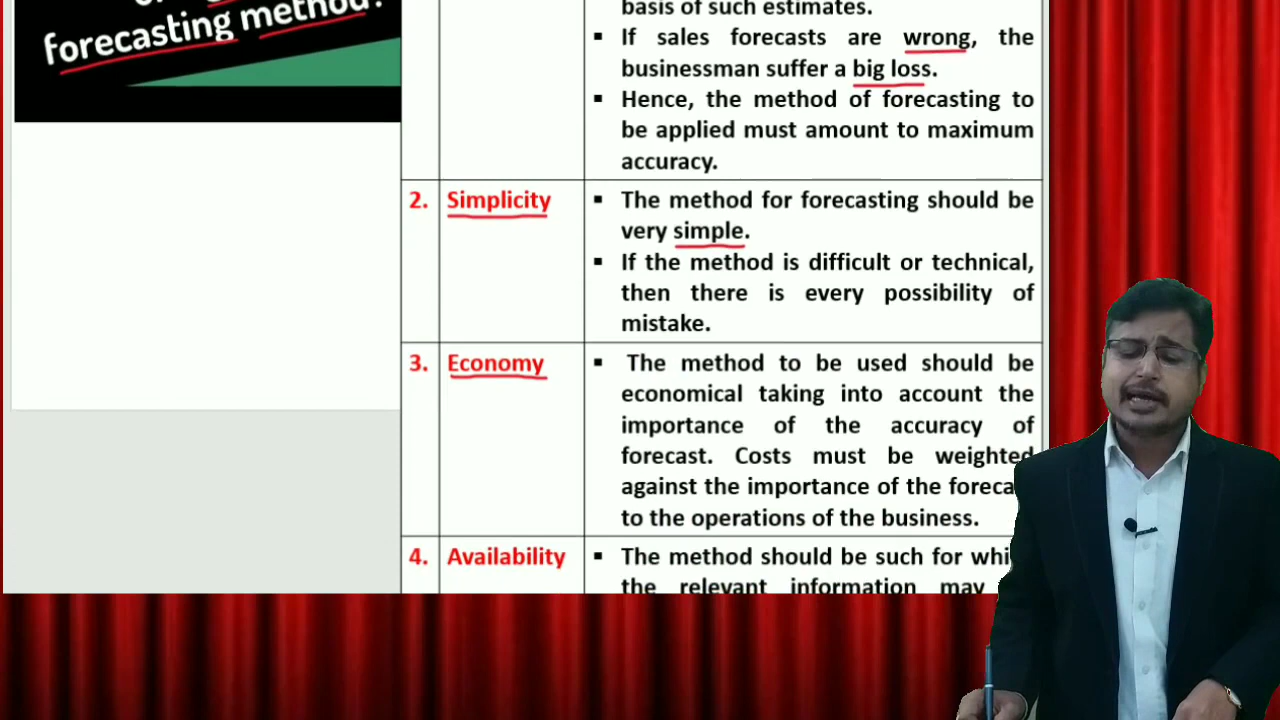 forecasting method?
basis of such estimates.
▪ If sales forecasts are wrong, the
businessman suffer a big loss.
▪ Hence, the method of forecasting to
be applied must amount to maximum
accuracy.
2. Simplicity
▪ The method for forecasting should be
very simple.
▪ If the method is difficult or technical,
then there is every possibility of
mistake.
3. Economy
▪ The method to be used should be
economical taking into account the
importance of the accuracy of
forecast. Costs must be weighted
against the importance of the foreca
to the operations of the business.
4. Availability
▪ The method should be such for whi
the relevant information may